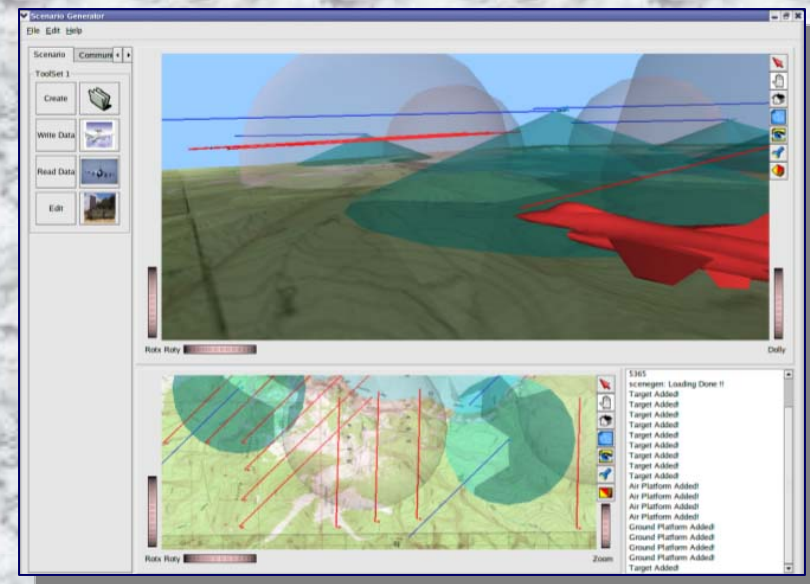 Scenario Generator
File Edit Help
Scenario Communi
ToolSet 1
Create
Write Data
Read Data
Edit
Rotx Roty
Dolly
Rotx Roty
Zoom
5365
scenegen: Loading Done !!
Target Added!
Target Added!
Target Added!
Target Added!
Target Added!
Target Added!
Target Added!
Target Added!
Target Added!
Air Platform Added!
Air Platform Added!
Air Platform Added!
Air Platform Added!
Ground Platform Added!
Ground Platform Added!
Ground Platform Added!
Ground Platform Added!
Target Added!